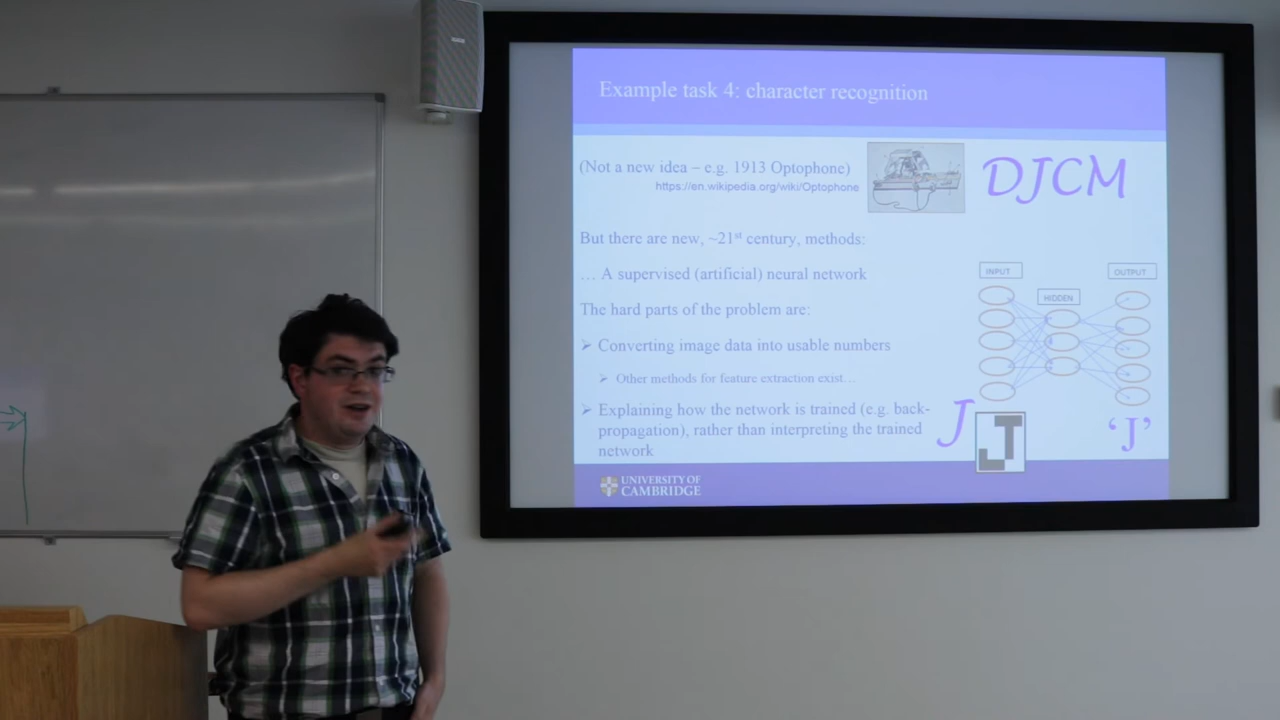 Example task 4: character recognition
(Not a new idea – e.g. 1913 Optophone)
https://en.wikipedia.org/wiki/Optophone
DJCM
But there are new, ~21st century, methods:
… A supervised (artificial) neural network
INPUT
HIDDEN
OUTPUT
The hard parts of the problem are:
➢ Converting image data into usable numbers
➢ Other methods for feature extraction exist…
➢ Explaining how the network is trained (e.g. back-
propagation), rather than interpreting the trained
network
J
J
‘J’
UNIVERSITY OF
CAMBRIDGE